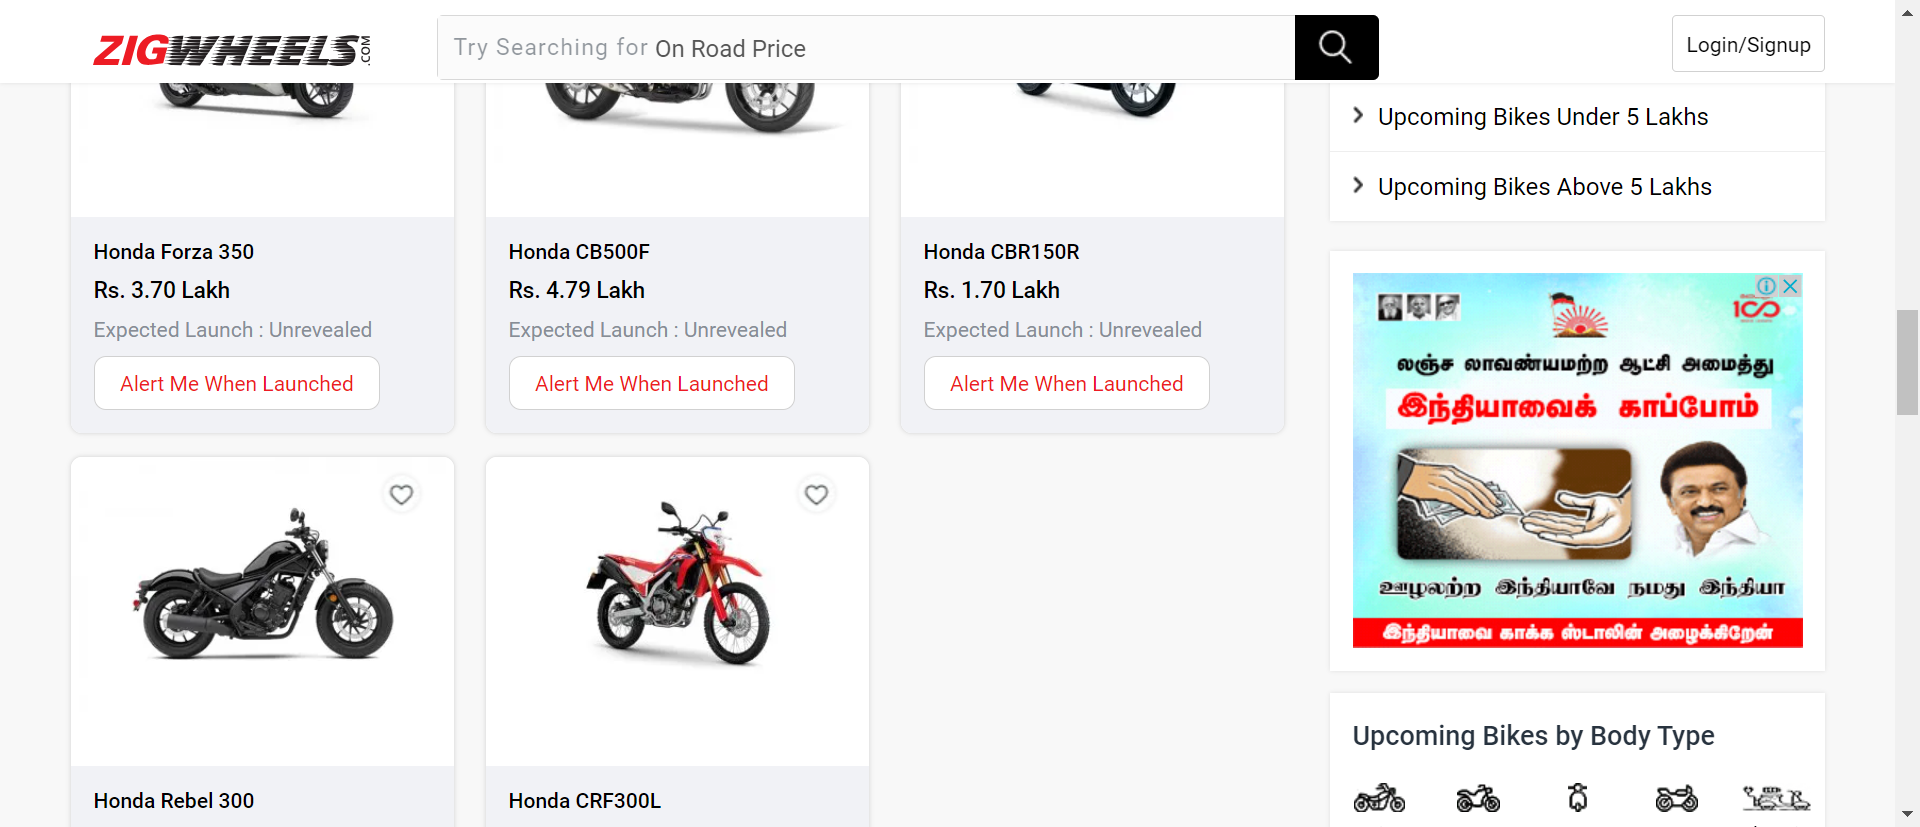 ZIGWHEELS.COM
Try Searching for On Road Price
Login/Signup
Upcoming Bikes Under 5 Lakhs
Upcoming Bikes Above 5 Lakhs
Honda Forza 350
Rs. 3.70 Lakh
Expected Launch : Unrevealed
Alert Me When Launched
Honda CB500F
Rs. 4.79 Lakh
Expected Launch : Unrevealed
Alert Me When Launched
Honda CBR150R
Rs. 1.70 Lakh
Expected Launch : Unrevealed
Alert Me When Launched
100
லஞ்ச லாவண்யமற்ற ஆட்சி அமைத்து
இந்தியாவைக் காப்போம்
ஊழலற்ற இந்தியாவே நமது இந்தியா
இந்தியாவை காக்க ஸ்டாலின் அழைக்கிறேன்
Honda Rebel 300
Honda CRF300L
Upcoming Bikes by Body Type